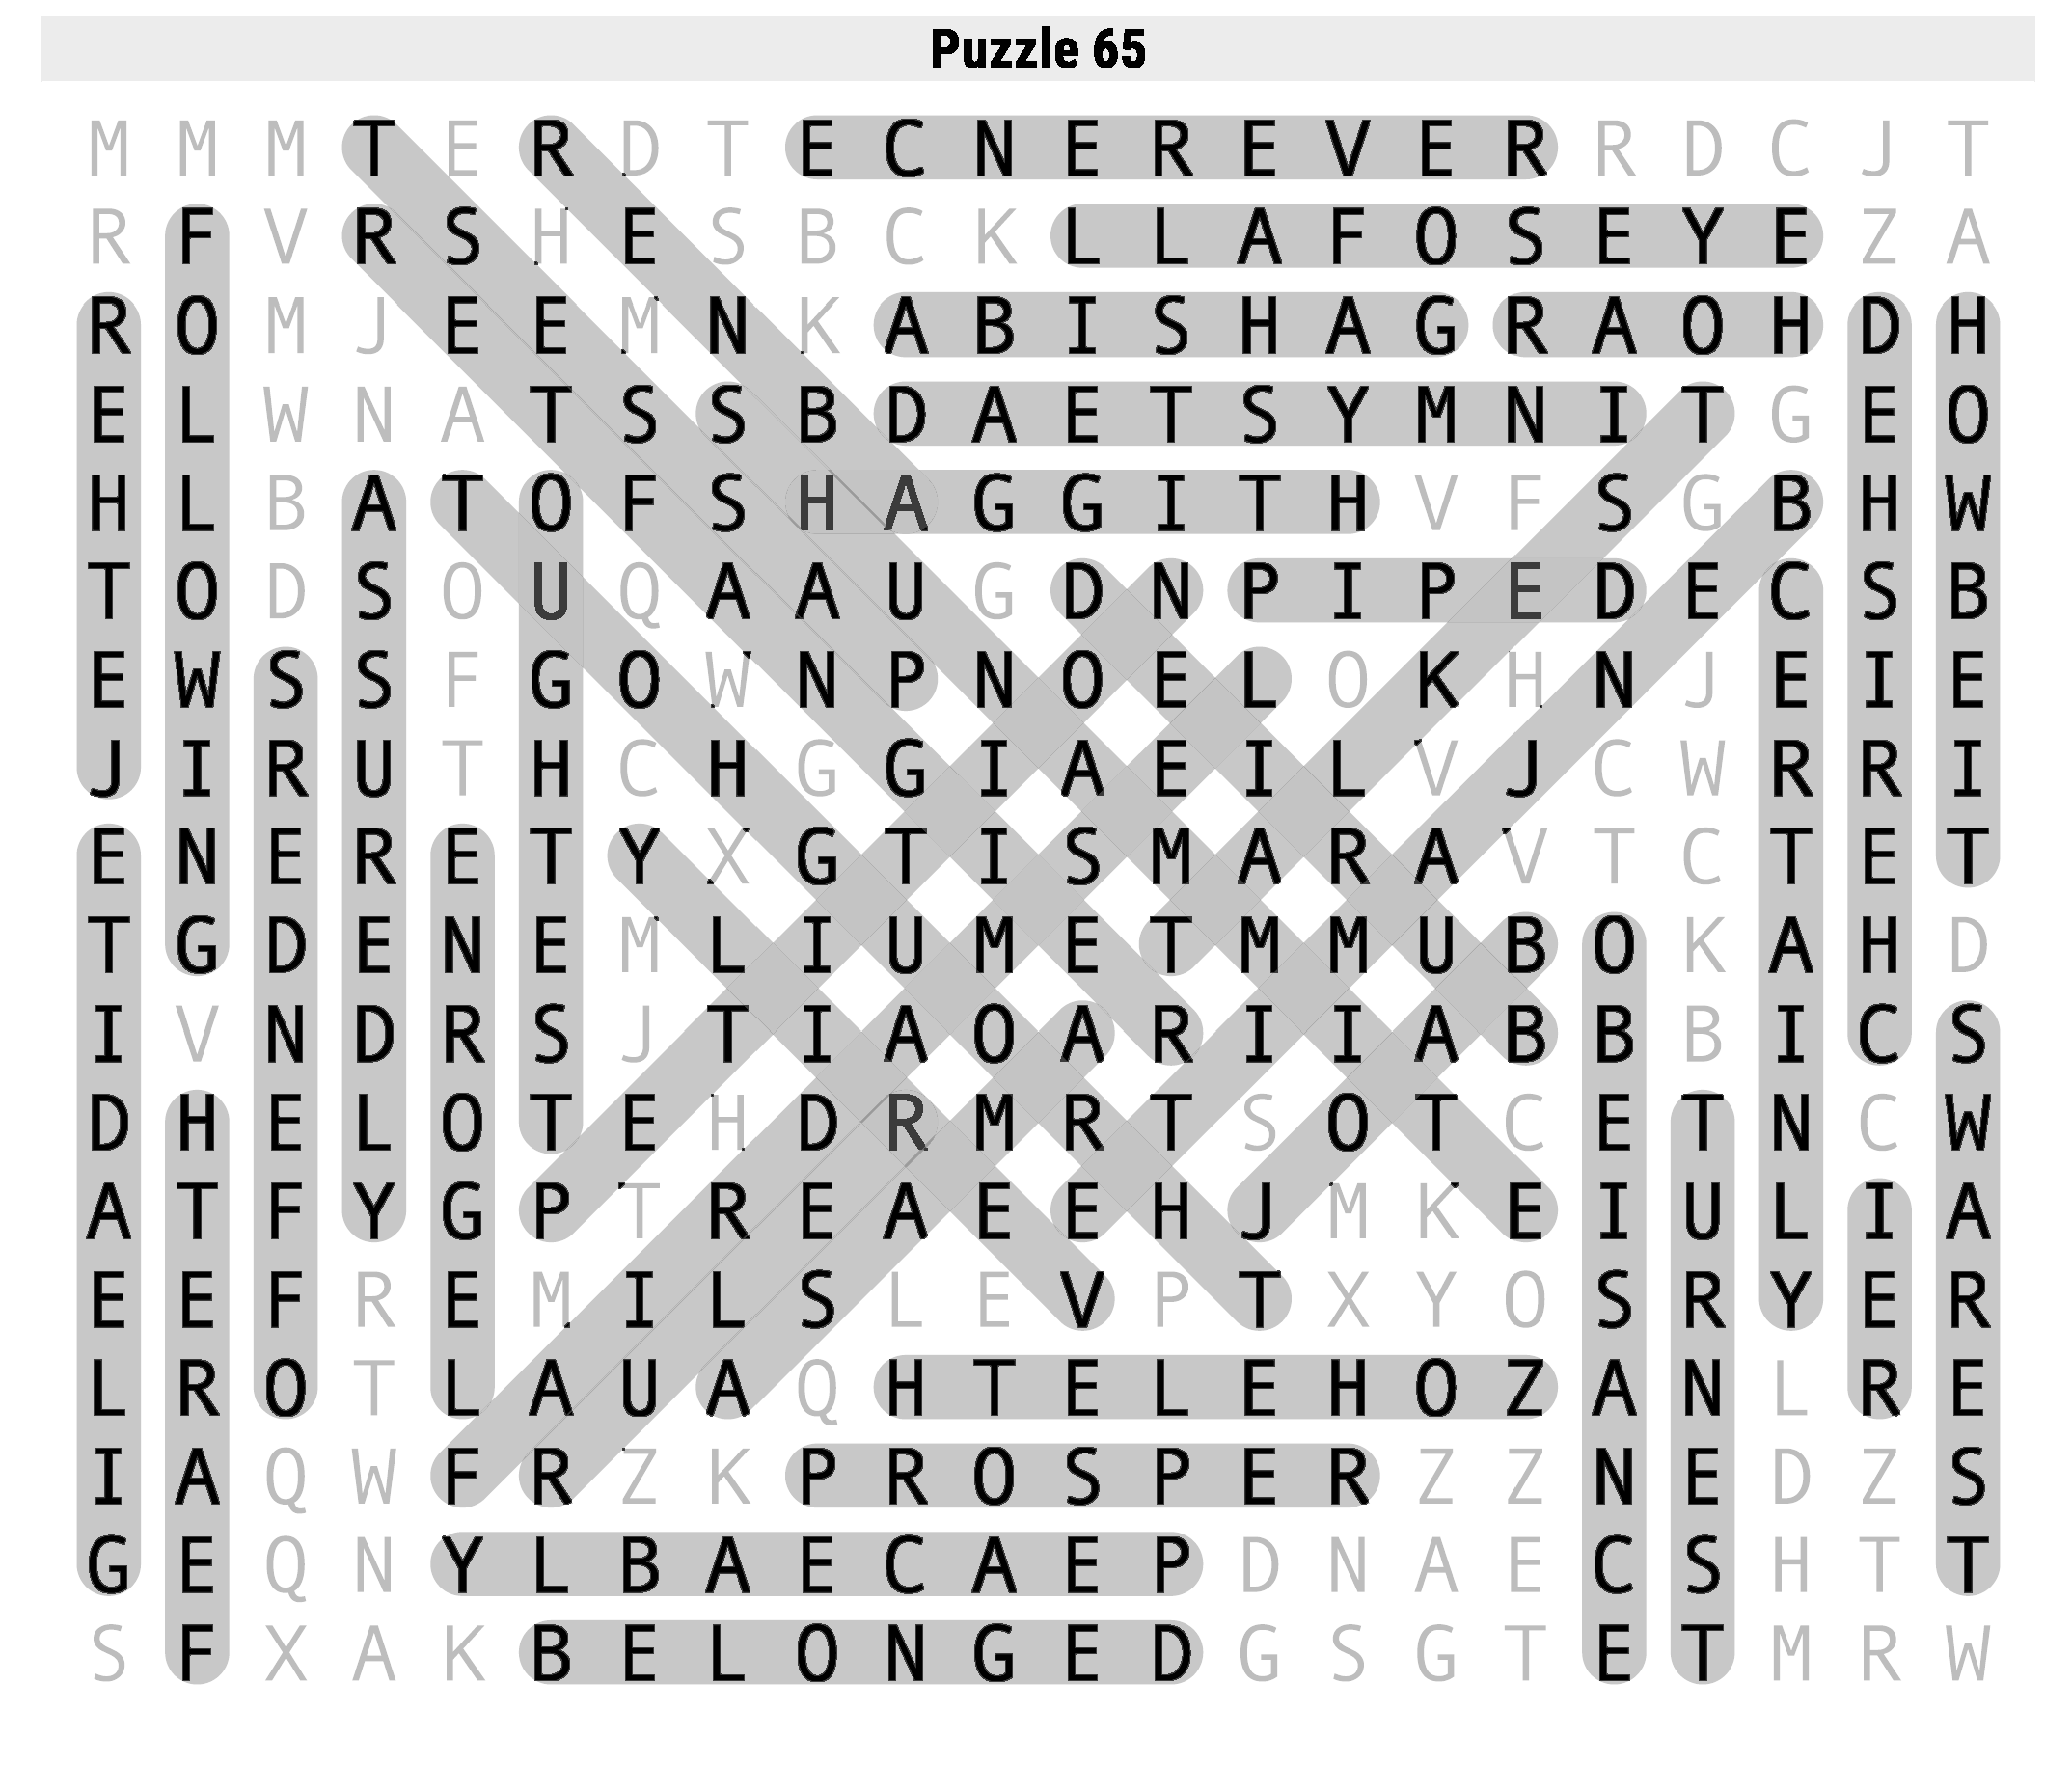 Puzzle 65
M M M T E R D T E C N E R E V E R R D C J T
R F V R S H E S B C K L L A F O S E Y E Z A
R O M J E E M N K A B I S H A G R A O H D H
E L W N A T S S B D A E T S Y M N I T G E O
H L B A T O F S H A G G I T H V F S G B H W
T O D S O U Q A A U G D N P I P E D E C S B
E W S S F G O W N P N O E L O K H N J E I E
J I R U T H C H G G I A E I L V J C W R R I
E N E R E T Y X G T I S M A R A V T C T E T
T G D E N E M L I U M E T M M U B O K A H D
I V N D R S J T I A O A R I I A B B B I C S
D H E L O T E H D R M R T S O T C E T N C W
A T F Y G P T R E A E E H J M K E I U L I A
E E F R E M I L S L E V P T X Y O S R Y E R
L R O T L A U A Q H T E L E H O Z A N L R E
I A Q W F R Z K P R O S P E R Z Z N E D Z S
G E Q N Y L B A E C A E P D N A E C S H T T
S F X A K B E L O N G E D G S G T E T M R W